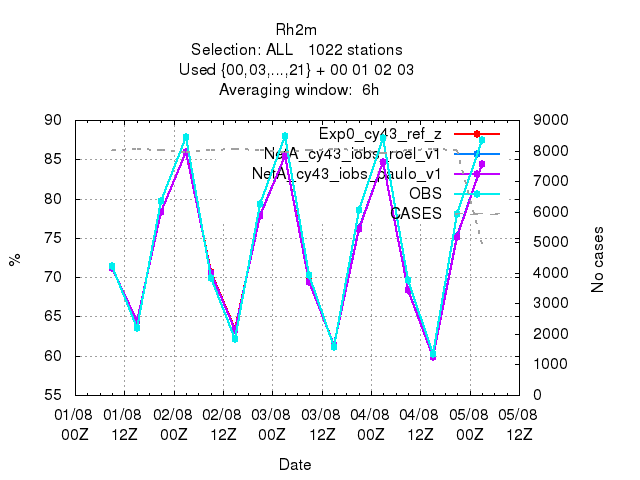 Rh2m
Selection: ALL   1022 stations
Used {00,03,...,21} + 00 01 02 03
Averaging window:  6h
90
85
80
75
70
65
60
55
%
9000
8000
7000
6000
5000
4000
3000
2000
1000
0
No cases
Exp0_cy43_ref_z
NetA_cy43_iobs_roel_v1
NetA_cy43_iobs_paulo_v1
OBS
CASES
01/08 01/08 02/08 02/08 03/08 03/08 04/08 04/08 05/08 05/08
00Z 12Z 00Z 12Z 00Z 12Z 00Z 12Z 00Z 12Z
Date